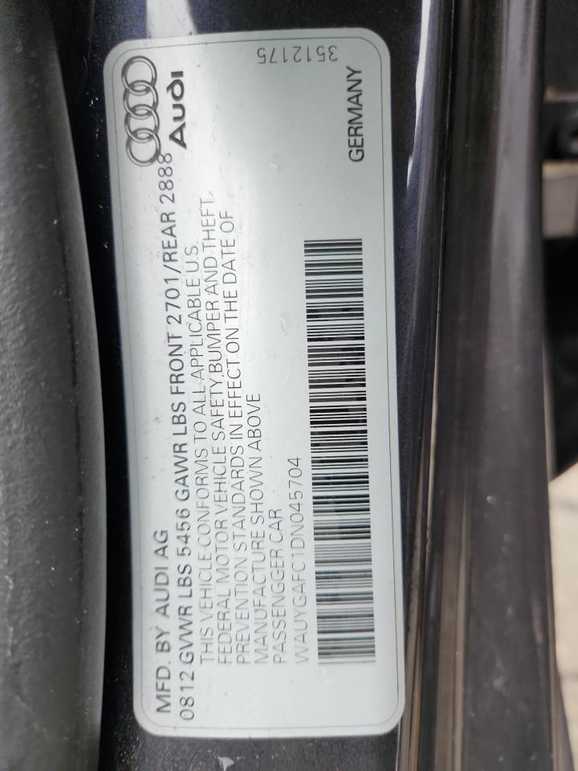 MFD. BY AUDI AG
0812 GVWR LBS 5456 GAWR LBS FRONT 2701/REAR 2888
THIS VEHICLE CONFORMS TO ALL APPLICABLE U.S.
FEDERAL MOTOR VEHICLE SAFETY,BUMPER AND THEFT
PREVENTION STANDARDS IN EFFECT ON THE DATE OF
MANUFACTURE SHOWN ABOVE
PASSENGGER CAR
WAUYGAFC1DN045704
Audi
3512175
GERMANY